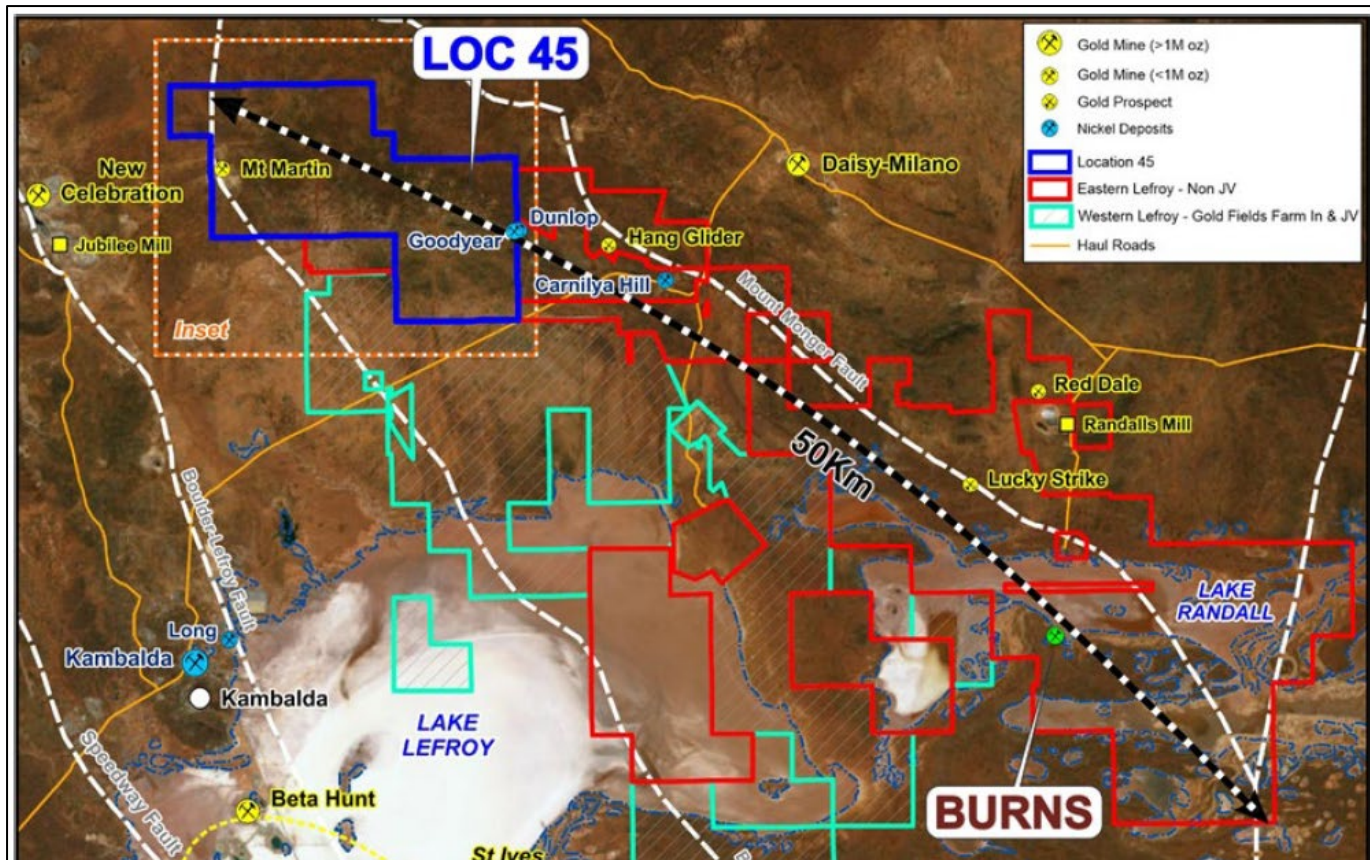 LOC 45
Gold Mine (>1M oz)
Gold Mine (<1M oz)
Gold Prospect
Nickel Deposits
Location 45
Eastern Lefroy - Non JV
Western Lefroy - Gold Fields Farm In & JV
Haul Roads
New
Celebration
Mt Martin
Daisy-Milano
Jubilee Mill
Dunlop
Goodyear
Hang Glider
Carnilya Hill
Inset
Mount Monger Fault
Red Dale
Randalls Mill
50Km
Lucky Strike
Boulder-Lefroy Fault
LAKE
RANDALL
Long
Kambalda
Kambalda
LAKE
LEFROY
Speedway Fault
Beta Hunt
BURNS
St Ives